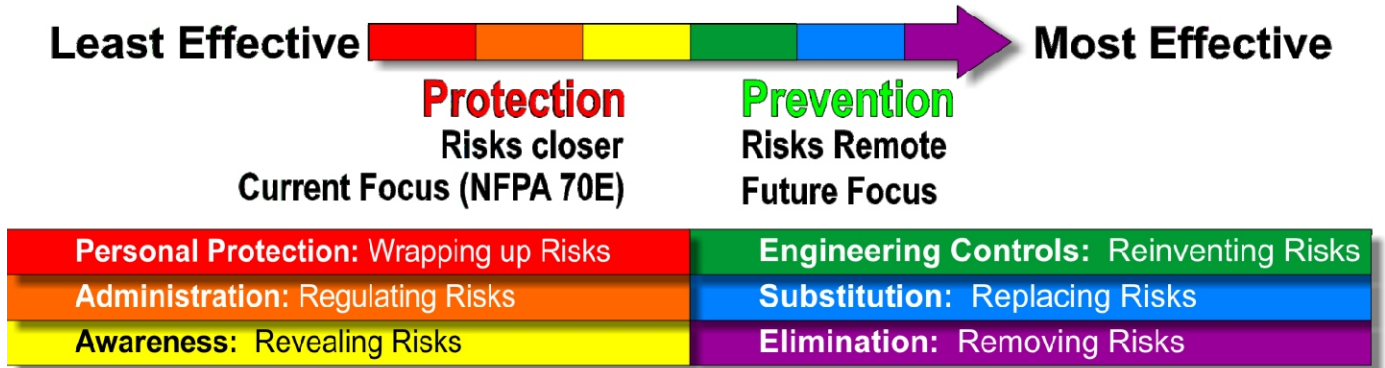 Least Effective
Most Effective
Protection
Risks closer
Current Focus (NFPA 70E)
Prevention
Risks Remote
Future Focus
Personal Protection: Wrapping up Risks
Administration: Regulating Risks
Awareness: Revealing Risks
Engineering Controls: Reinventing Risks
Substitution: Replacing Risks
Elimination: Removing Risks